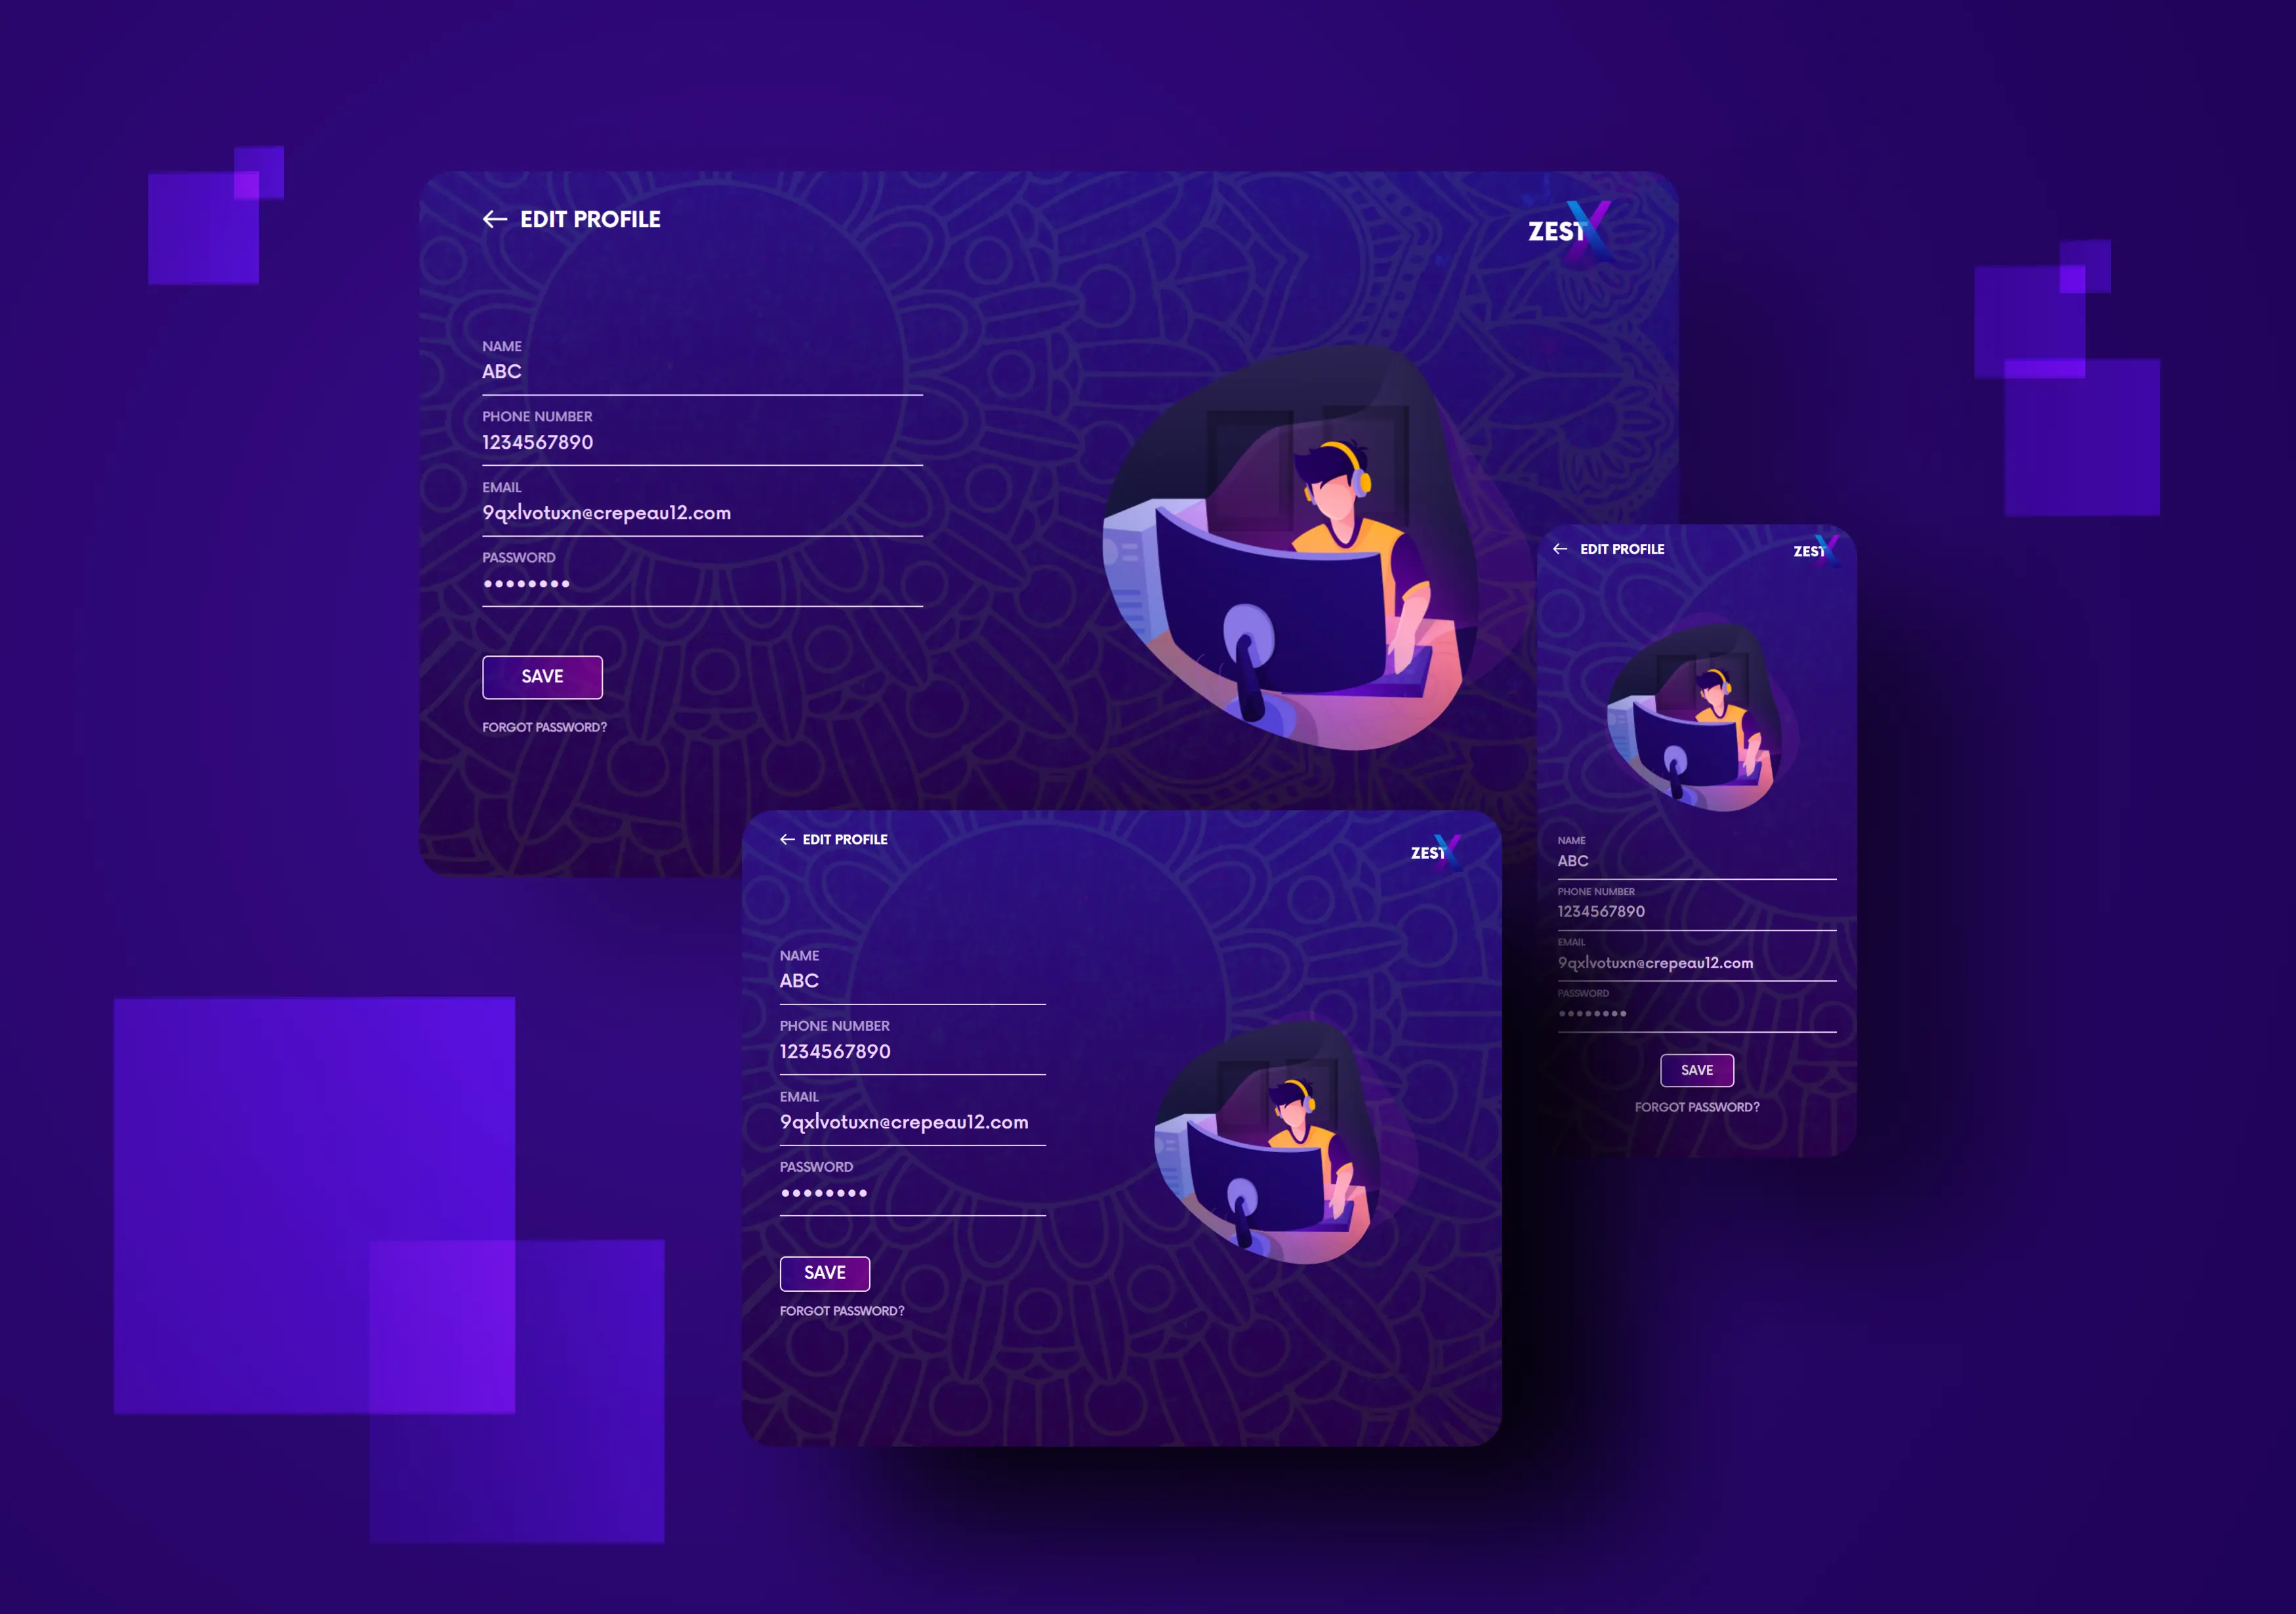 EDIT PROFILE
ZESTX
NAME
ABC
PHONE NUMBER
1234567890
EMAIL
9qxlvotuxn@crepeau12.com
PASSWORD
••••••••
SAVE
FORGOT PASSWORD?
EDIT PROFILE
ZESTX
NAME
ABC
PHONE NUMBER
1234567890
EMAIL
9qxlvotuxn@crepeau12.com
PASSWORD
••••••••
SAVE
FORGOT PASSWORD?
EDIT PROFILE
ZESTX
NAME
ABC
PHONE NUMBER
1234567890
EMAIL
9qxlvotuxn@crepeau12.com
PASSWORD
••••••••
SAVE
FORGOT PASSWORD?